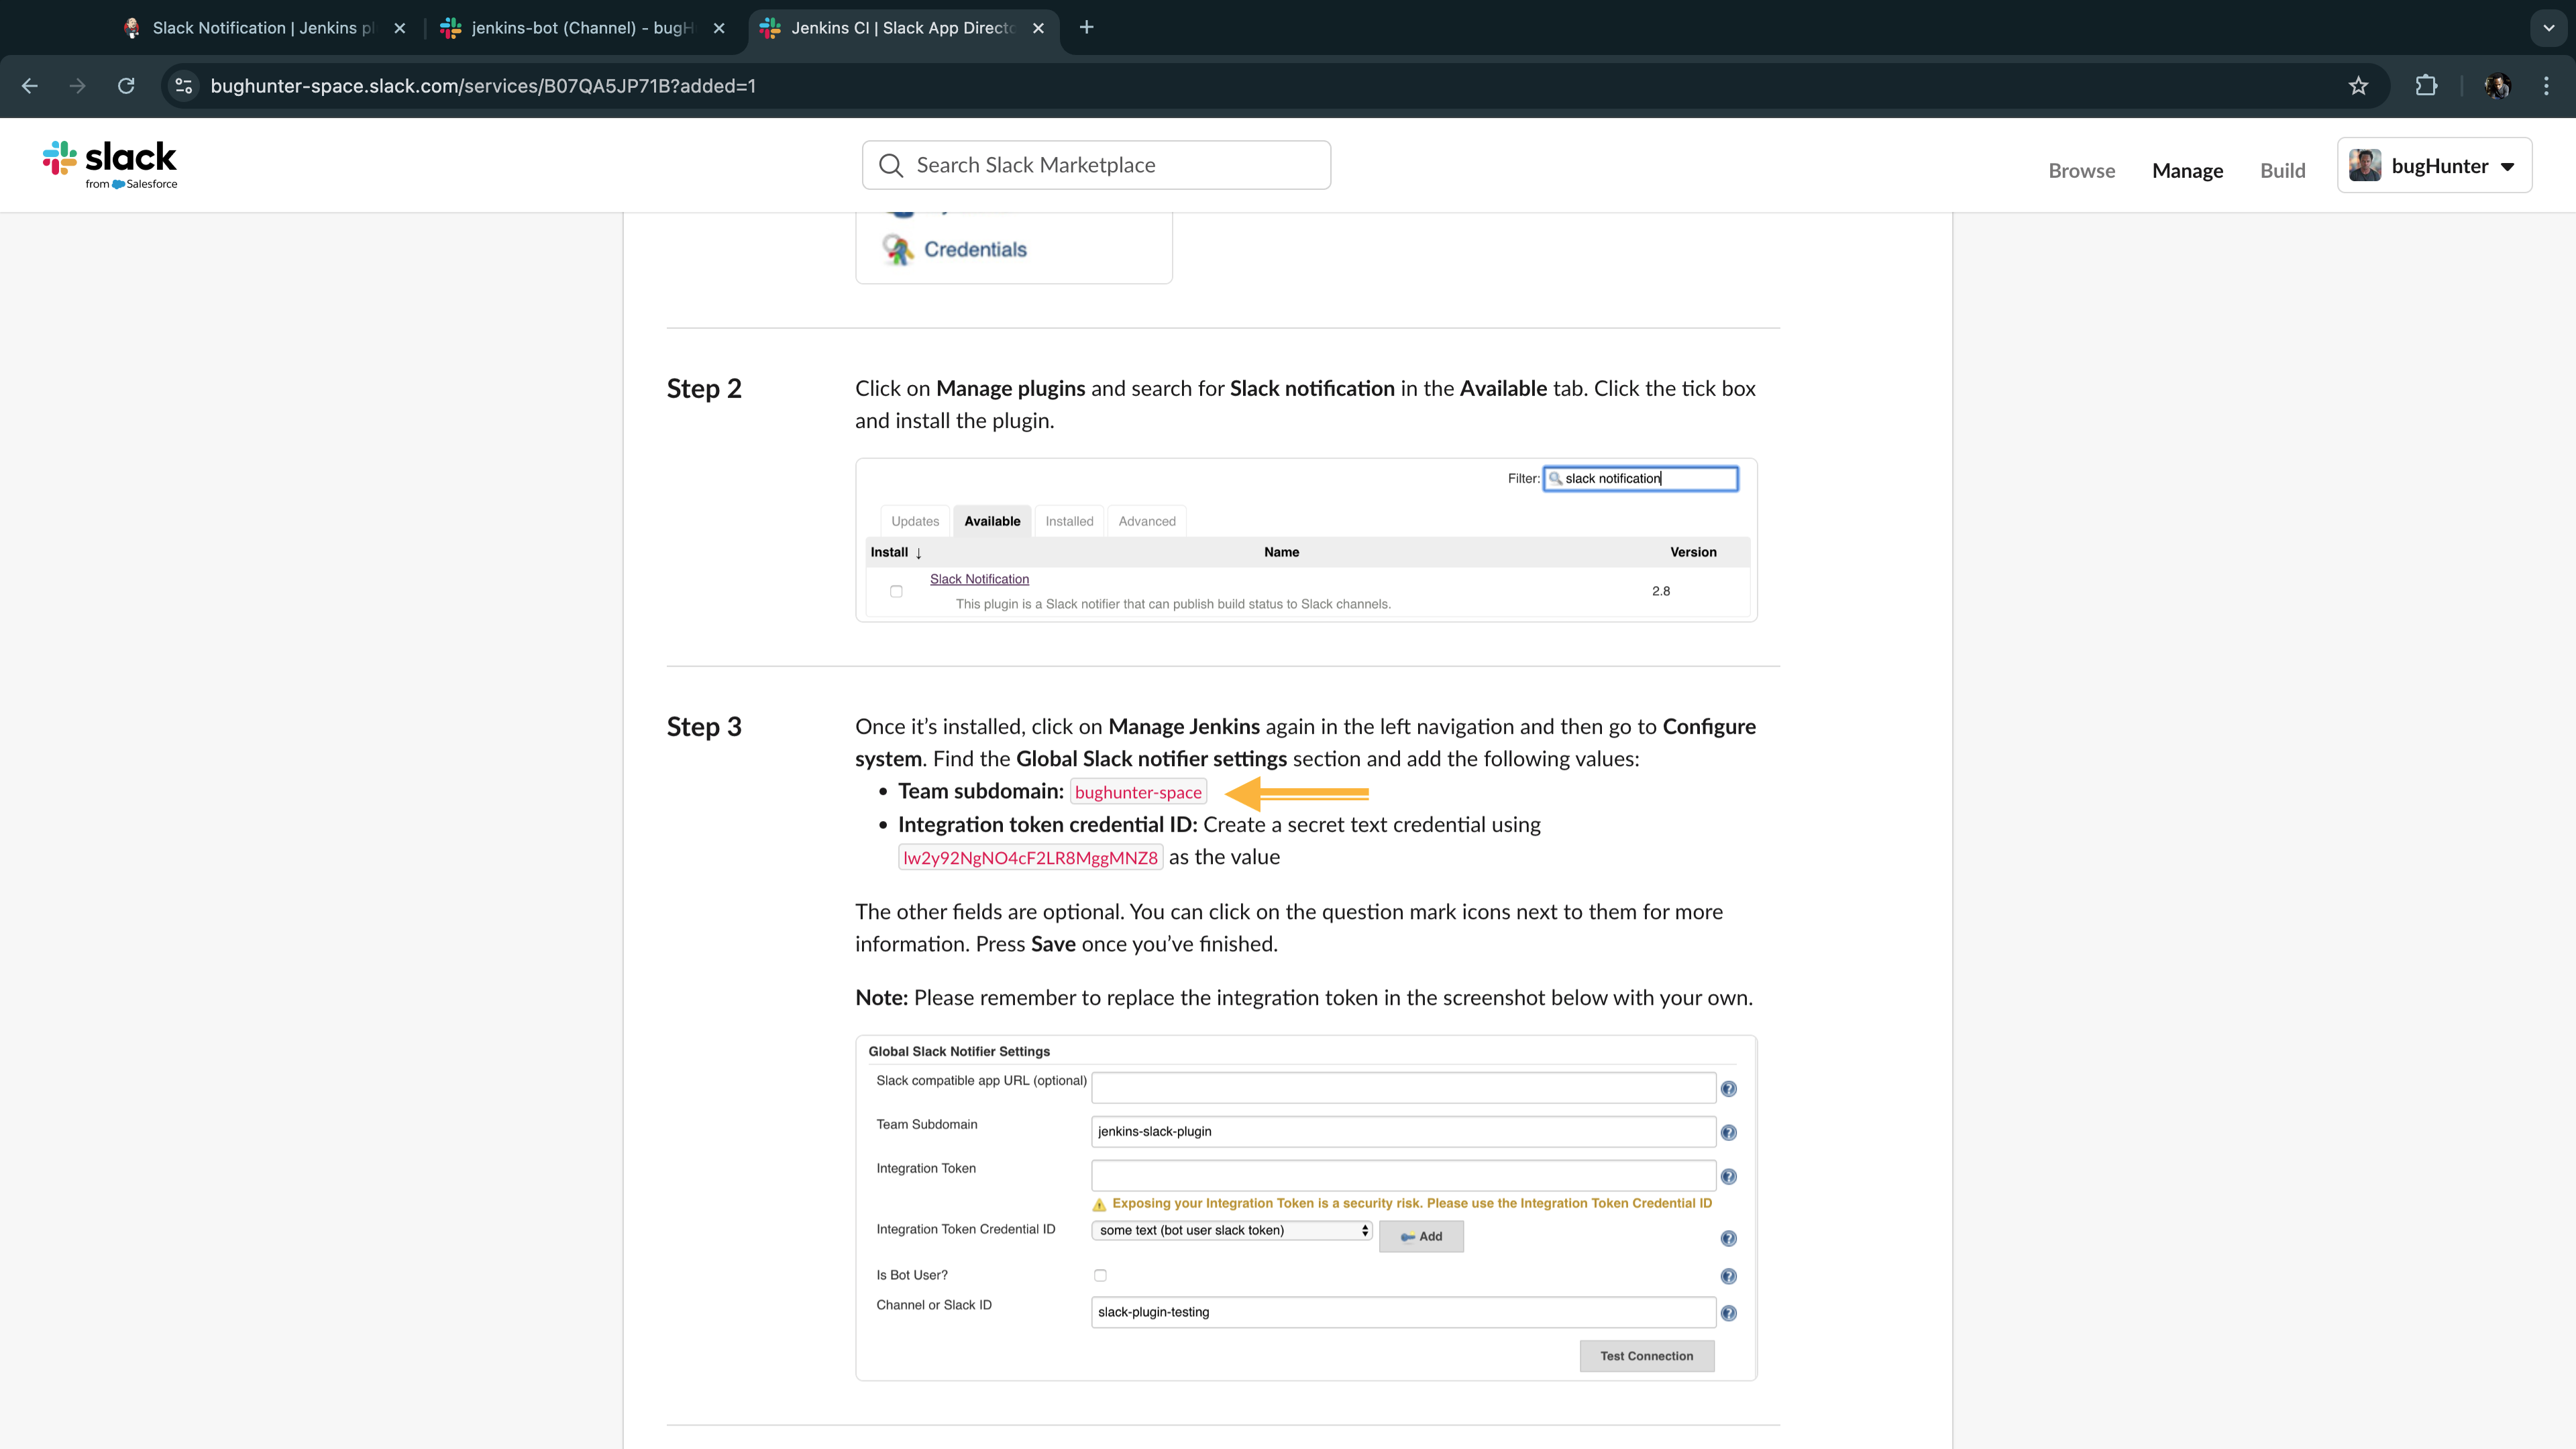 Slack Notification | Jenkins pl
jenkins-bot (Channel) - bugH
Jenkins CI | Slack App Directo
bughunter-space.slack.com/services/B07QA5JP71B?added=1
slack
from Salesforce
Search Slack Marketplace
Browse
Manage
Build
bugHunter
Credentials
Step 2
Click on Manage plugins and search for Slack notification in the Available tab. Click the tick box
and install the plugin.
Filter: slack notification
Updates
Available
Installed
Advanced
Install ↓
Name
Version
Slack Notification
This plugin is a Slack notifier that can publish build status to Slack channels.
2.8
Step 3
Once it’s installed, click on Manage Jenkins again in the left navigation and then go to Configure
system. Find the Global Slack notifier settings section and add the following values:
• Team subdomain: bughunter-space
• Integration token credential ID: Create a secret text credential using
lw2y92NgNO4cF2LR8MggMNZ8 as the value
The other fields are optional. You can click on the question mark icons next to them for more
information. Press Save once you’ve finished.
Note: Please remember to replace the integration token in the screenshot below with your own.
Global Slack Notifier Settings
Slack compatible app URL (optional)
Team Subdomain
jenkins-slack-plugin
Integration Token
Exposing your Integration Token is a security risk. Please use the Integration Token Credential ID
Integration Token Credential ID
some text (bot user slack token)
Add
Is Bot User?
Channel or Slack ID
slack-plugin-testing
Test Connection